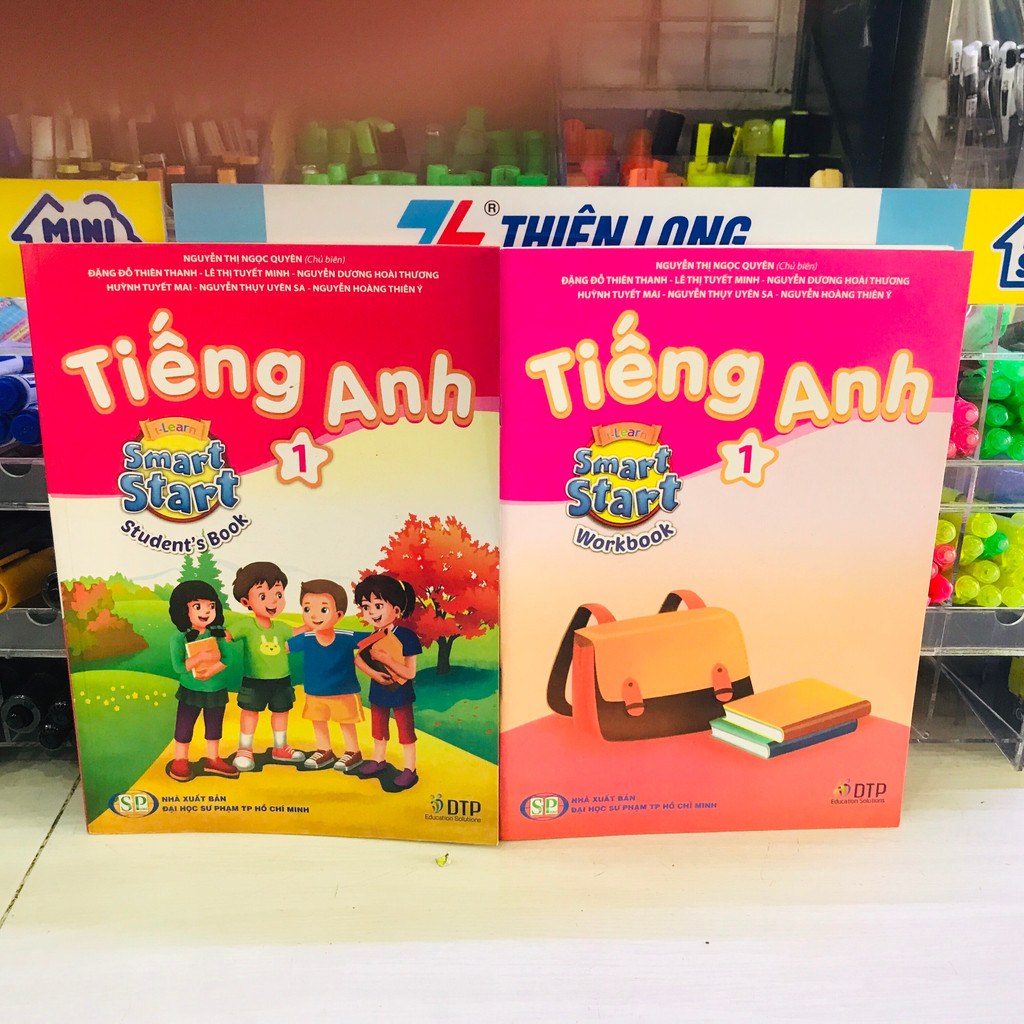 MINI
® THIÊN LONG
NGUYỄN THỊ NGỌC QUYÊN (Chủ biên)
ĐẶNG ĐỖ THIÊN THANH - LÊ THỊ TUYẾT MINH - NGUYỄN DƯƠNG HOÀI THƯƠNG
HUỲNH TUYẾT MAI - NGUYỄN THỤY UYÊN SA - NGUYỄN HOÀNG THIÊN Ý
Tiếng Anh
1
i-Learn
Smart
Start
Student's Book
SP
NHÀ XUẤT BẢN
ĐẠI HỌC SƯ PHẠM TP HỒ CHÍ MINH
DTP
Education Solutions
NGUYỄN THỊ NGỌC QUYÊN (Chủ biên)
ĐẶNG ĐỖ THIÊN THANH - LÊ THỊ TUYẾT MINH - NGUYỄN DƯƠNG HOÀI THƯƠNG
HUỲNH TUYẾT MAI - NGUYỄN THỤY UYÊN SA - NGUYỄN HOÀNG THIÊN Ý
Tiếng Anh
1
i-Learn
Smart
Start
Workbook
SP
NHÀ XUẤT BẢN
ĐẠI HỌC SƯ PHẠM TP HỒ CHÍ MINH
DTP
Education Solutions